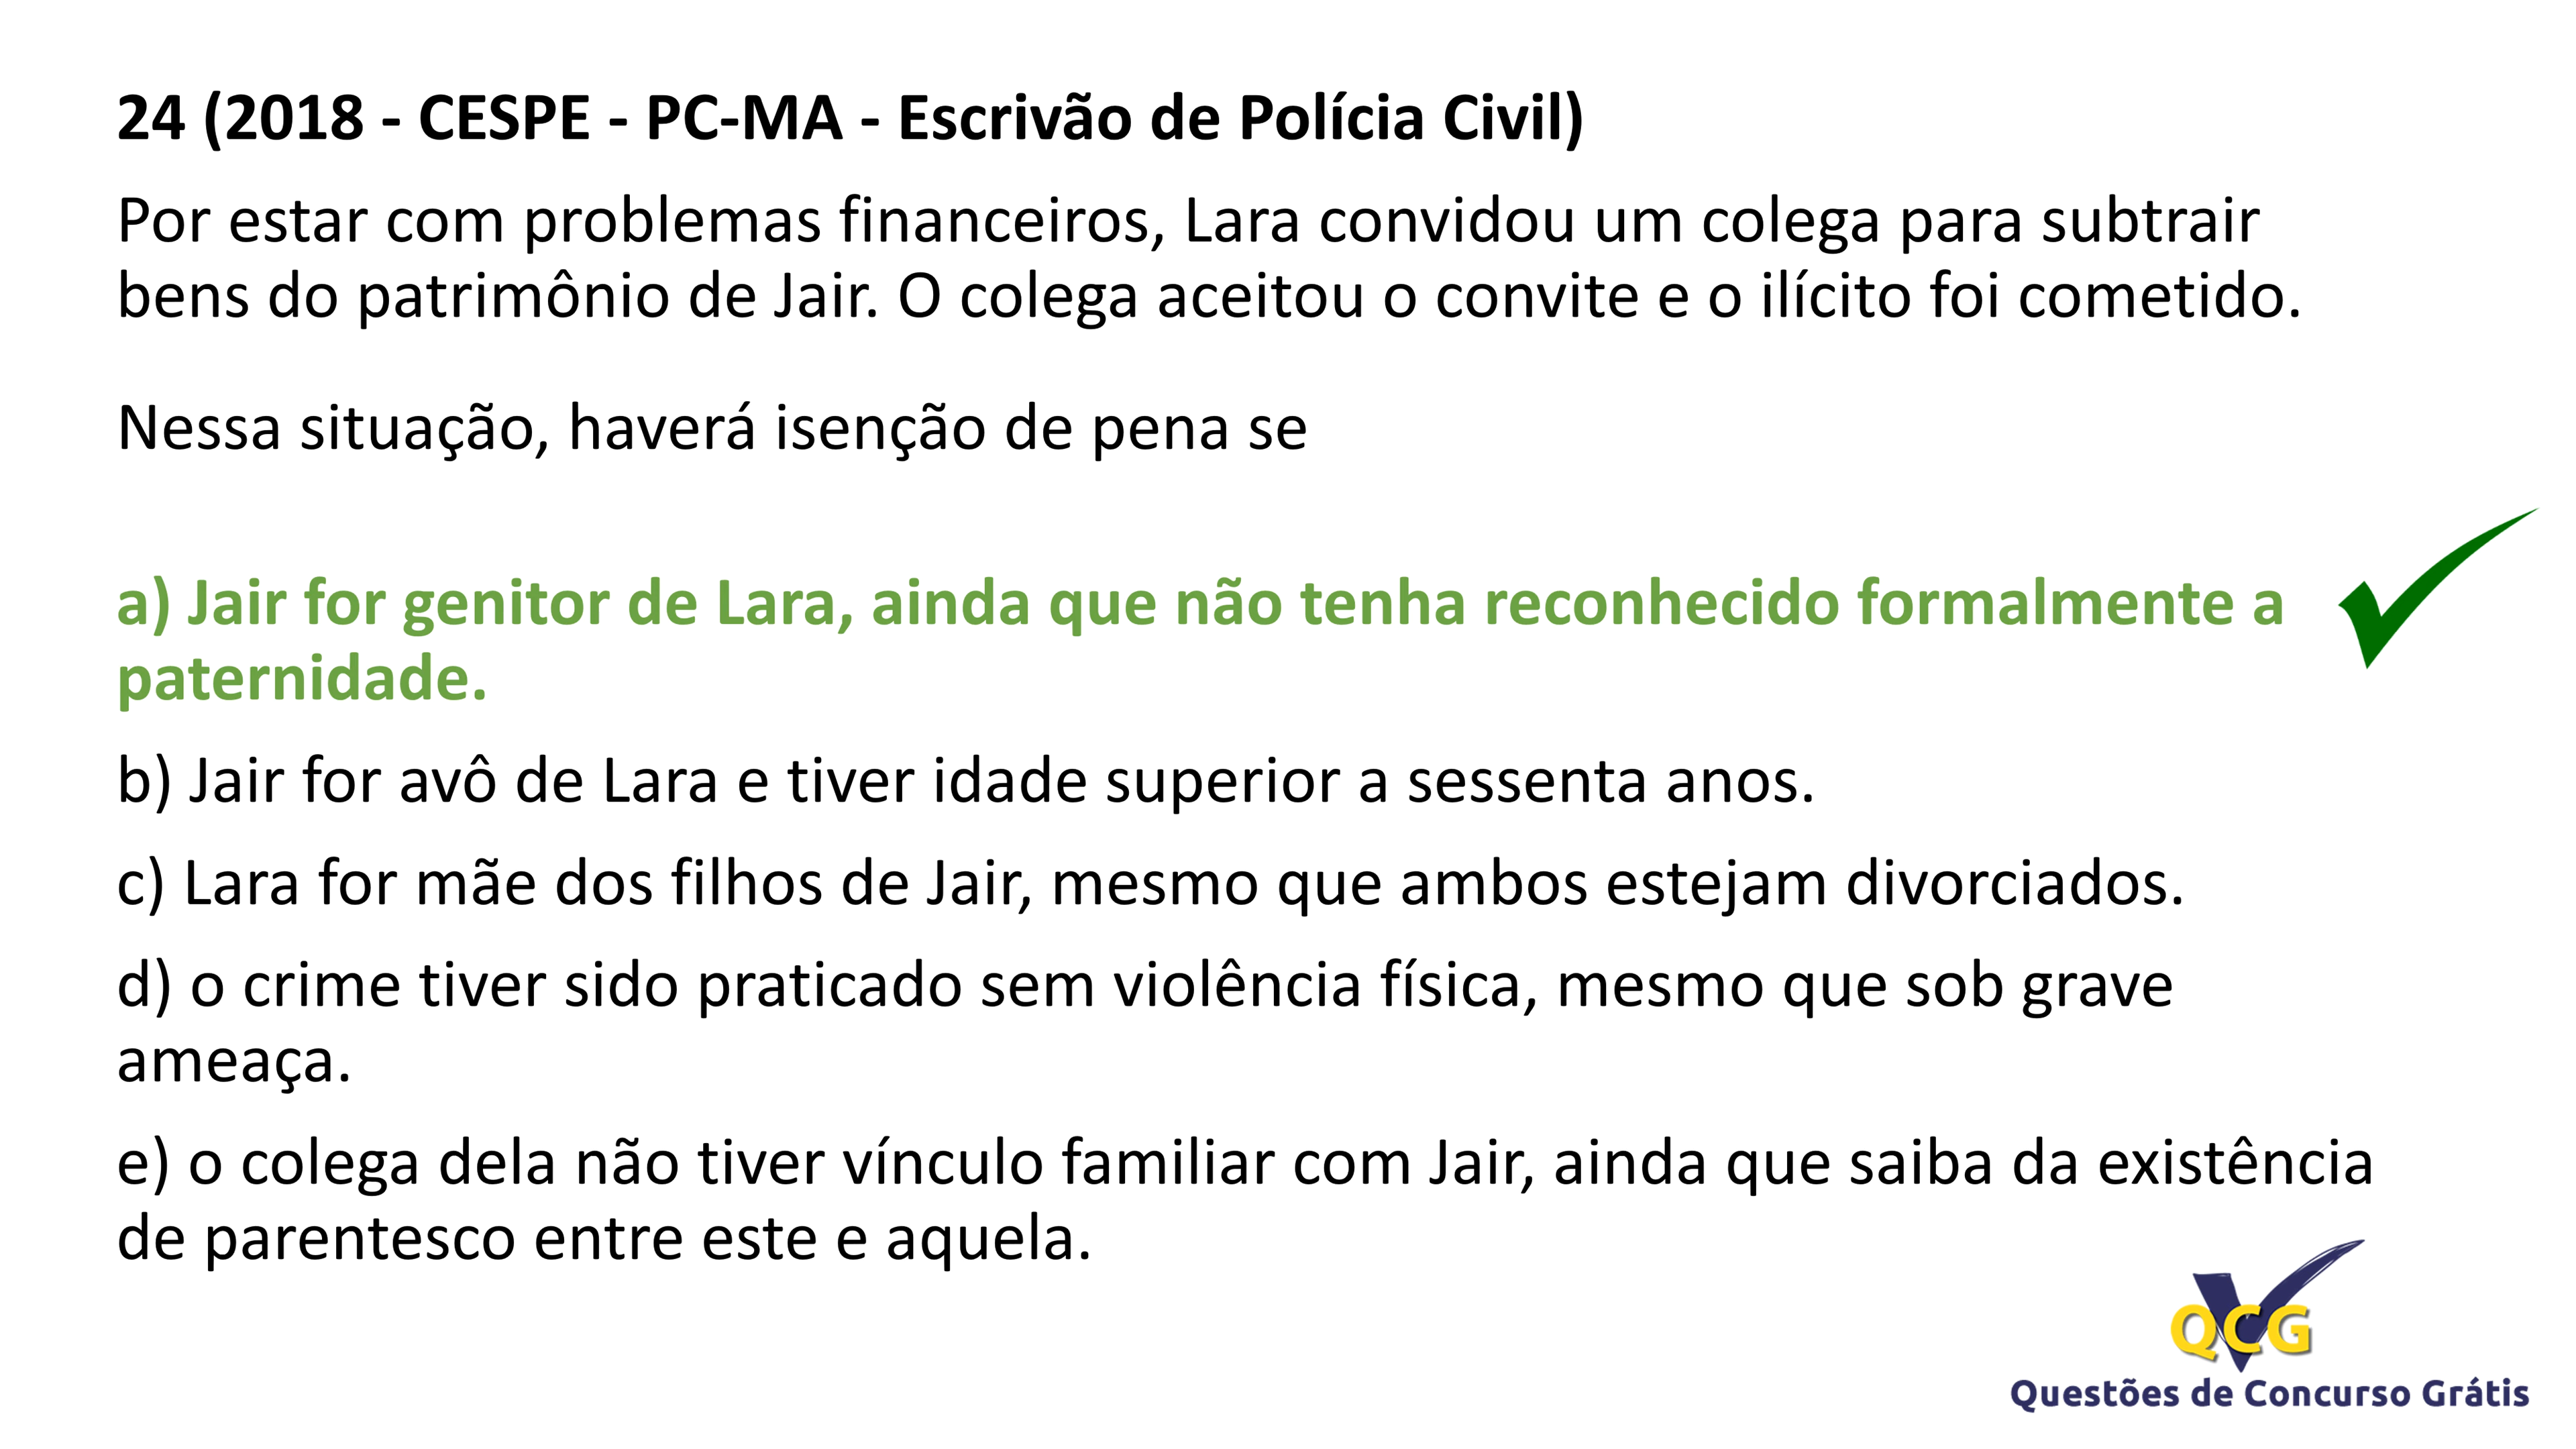 24 (2018 - CESPE - PC-MA - Escrivão de Polícia Civil)
Por estar com problemas financeiros, Lara convidou um colega para subtrair
bens do patrimônio de Jair. O colega aceitou o convite e o ilícito foi cometido.
Nessa situação, haverá isenção de pena se
a) Jair for genitor de Lara, ainda que não tenha reconhecido formalmente a
paternidade.
b) Jair for avô de Lara e tiver idade superior a sessenta anos.
c) Lara for mãe dos filhos de Jair, mesmo que ambos estejam divorciados.
d) o crime tiver sido praticado sem violência física, mesmo que sob grave
ameaça.
e) o colega dela não tiver vínculo familiar com Jair, ainda que saiba da existência
de parentesco entre este e aquela.
QCG
Questões de Concurso Grátis